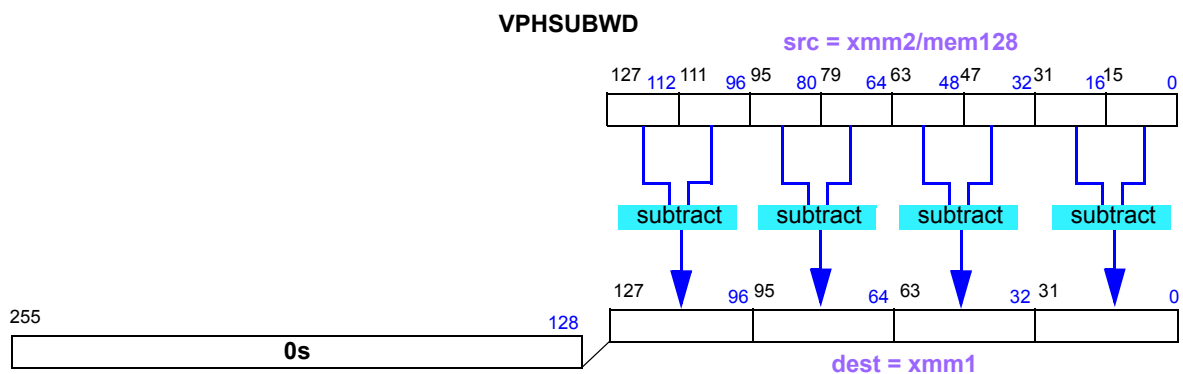 VPHSUBWD
src = xmm2/mem128
127 112 111 96 95 80 79 64 63 48 47 32 31 16 15 0
subtract subtract subtract subtract
127 96 95 64 63 32 31 0
255 128
0s
dest = xmm1